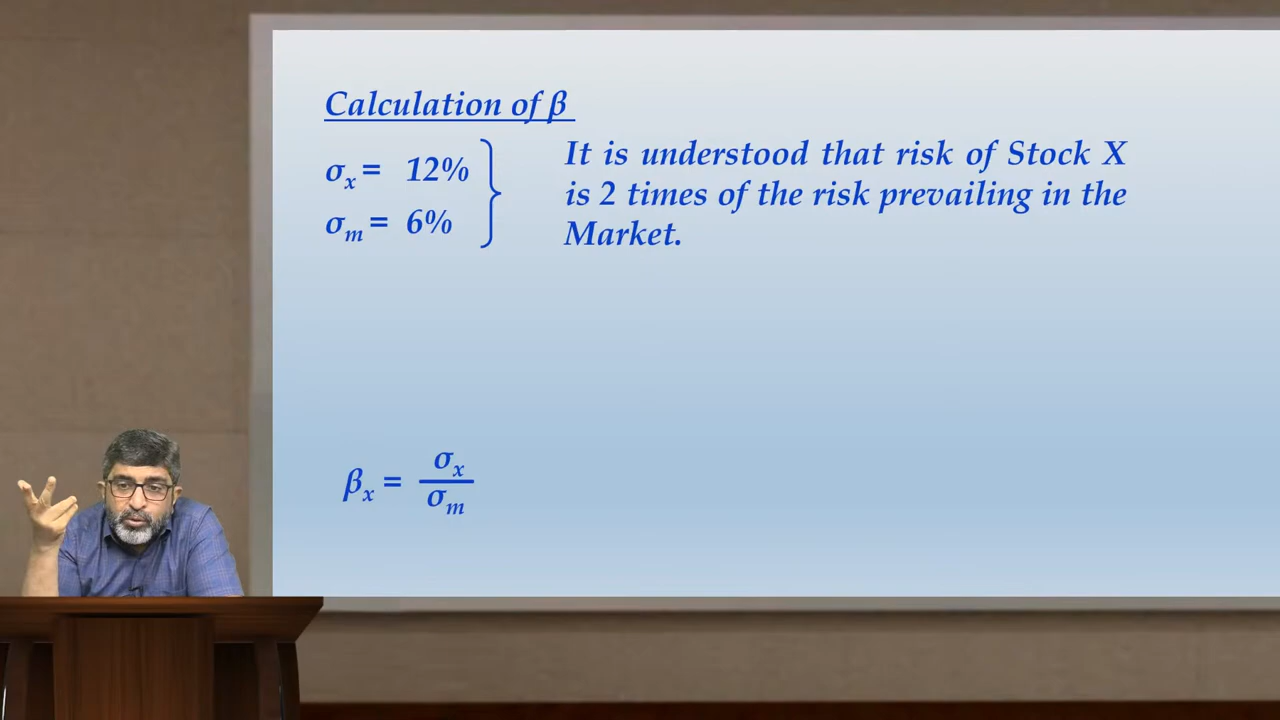 Calculation of β
σx = 12%
σm = 6%
It is understood that risk of Stock X
is 2 times of the risk prevailing in the
Market.
βx = σx / σm